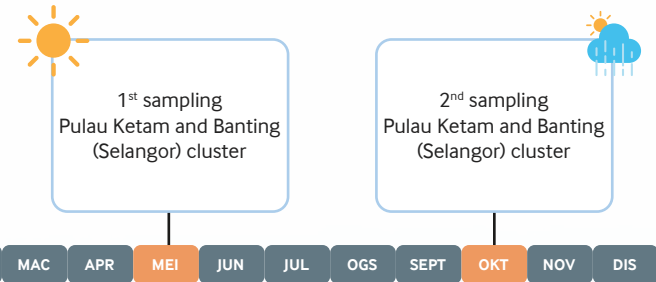 1st sampling
Pulau Ketam and Banting
(Selangor) cluster
2nd sampling
Pulau Ketam and Banting
(Selangor) cluster
MAC APR MEI JUN JUL OGS SEPT OKT NOV DIS